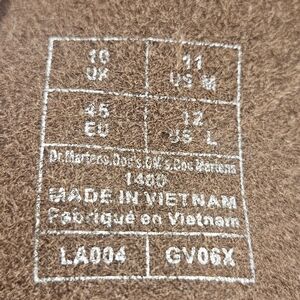 10 11
UK US M
45 12
EU US L
Dr.Martens,Doc's,DM's,Doc Martens
1460
MADE IN VIETNAM
Fabriqué en Vietnam
LA004 GV06X